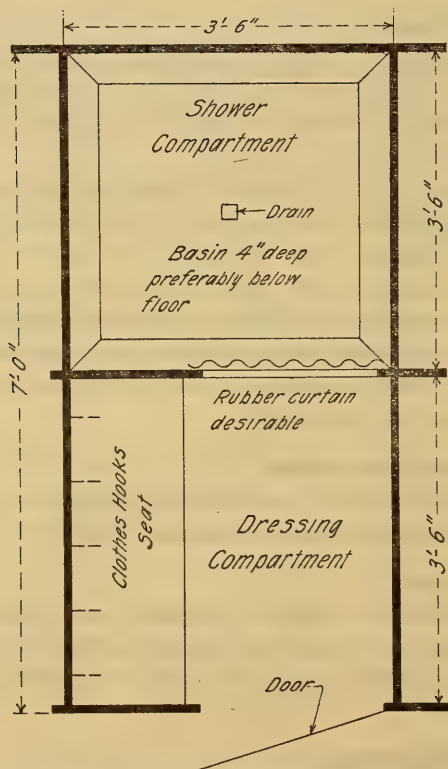 3'-6"
Shower
Compartment
Drain
Basin 4" deep
preferably below
floor
3'-6"
7'-0"
Rubber curtain
desirable
Clothes Hooks
Seat
Dressing
Compartment
3'-6"
Door